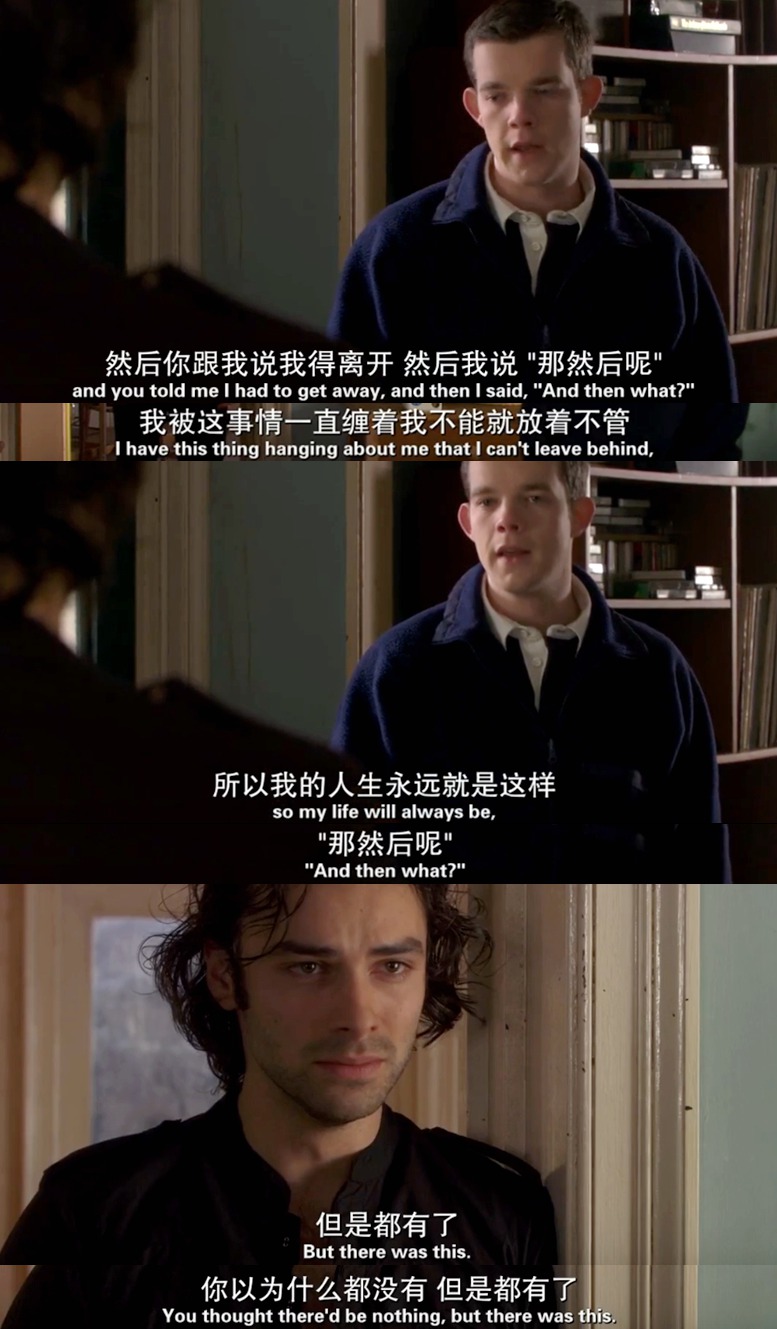 然后你跟我说我得离开 然后我说 "那然后呢"
and you told me I had to get away, and then I said, "And then what?"
我被这事情一直缠着我不能就放着不管
I have this thing hanging about me that I can't leave behind,
所以我的人生永远就是这样
so my life will always be,
"那然后呢"
"And then what?"
但是都有了
But there was this.
你以为什么都没有 但是都有了
You thought there'd be nothing, but there was this.